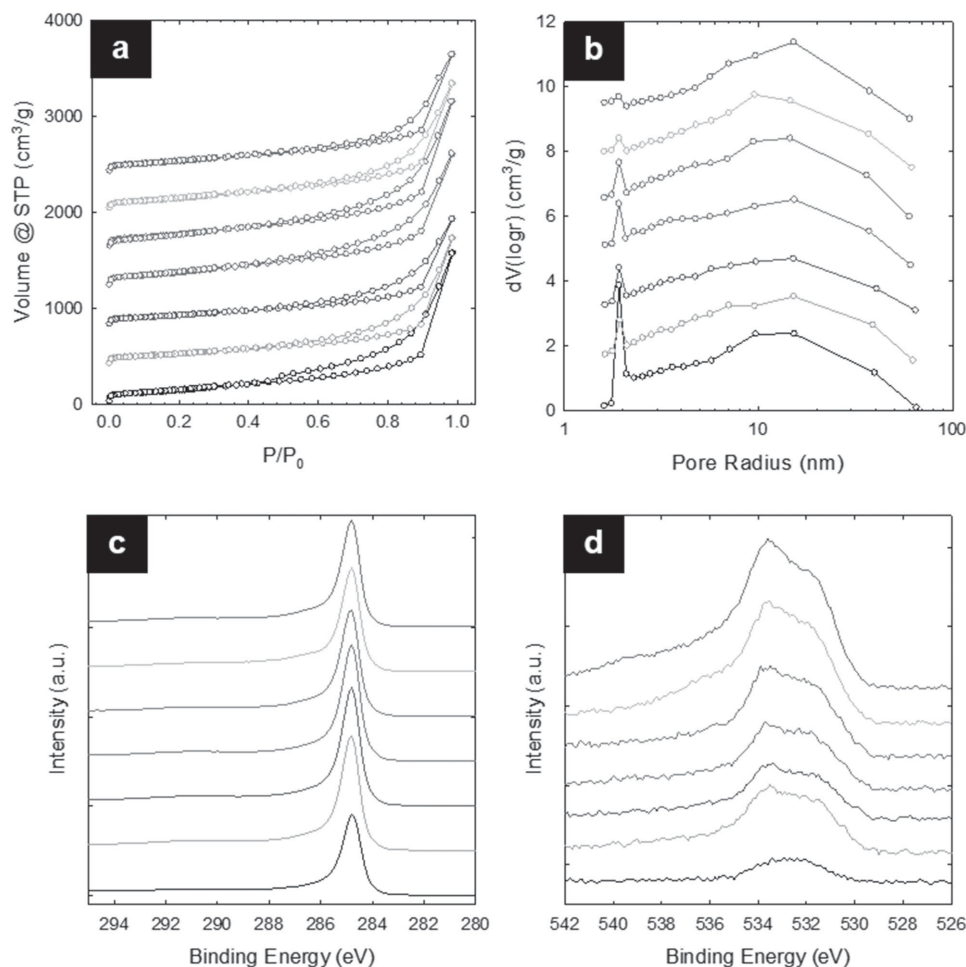 a
4000
3000
2000
1000
0
Volume @ STP (cm³/g)
0 0.2 0.4 0.6 0.8 1.0
P/P₀
b
12
10
8
6
4
2
0
dV(logr) (cm³/g)
1 10 100
Pore Radius (nm)
c
Intensity (a.u.)
294 292 290 288 286 284 282 280
Binding Energy (eV)
d
Intensity (a.u.)
542 540 538 536 534 532 530 528 526
Binding Energy (eV)